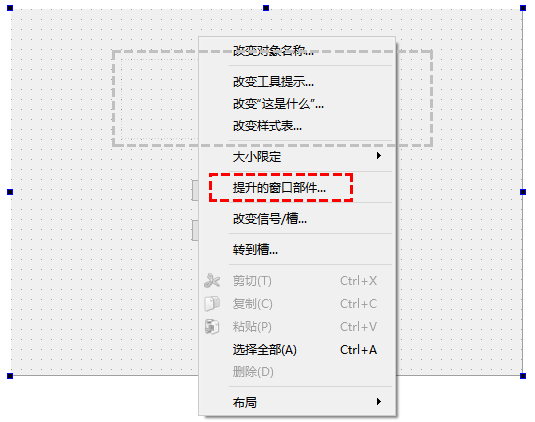 改变对象名称...
改变工具提示...
改变“这是什么”...
改变样式表...
大小限定
提升的窗口部件...
改变信号/槽...
转到槽...
剪切(T) Ctrl+X
复制(C) Ctrl+C
粘贴(P) Ctrl+V
选择全部(A) Ctrl+A
删除(D)
布局